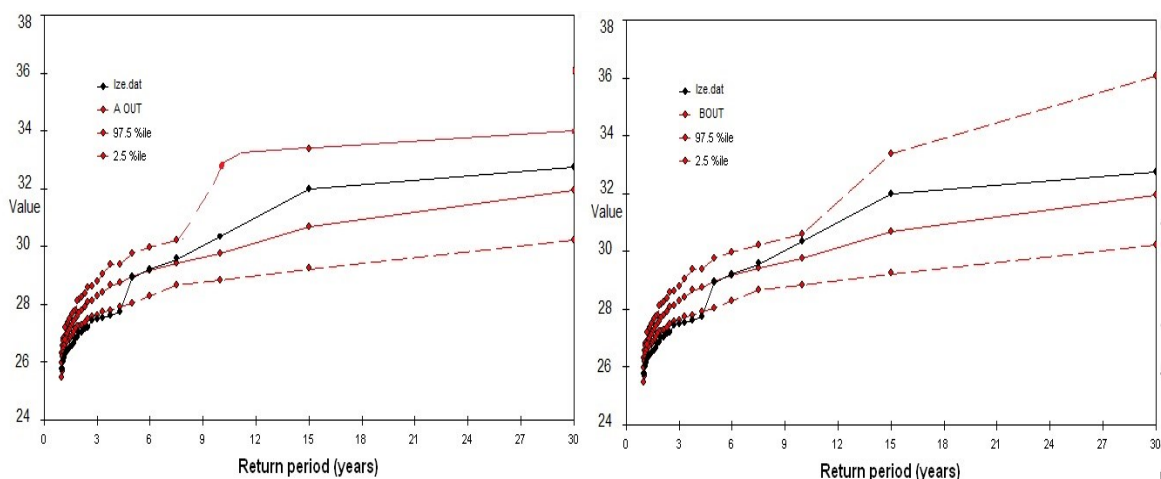 38
36
34
32
Value
30
28
26
24
Ize.dat
A OUT
97.5 %ile
2.5 %ile
0 3 6 9 12 15 18 21 24 27 30
Return period (years)
38
36
34
32
Value
30
28
26
24
Ize.dat
BOUT
97.5 %ile
2.5 %ile
0 3 6 9 12 15 18 21 24 27 30
Return period (years)